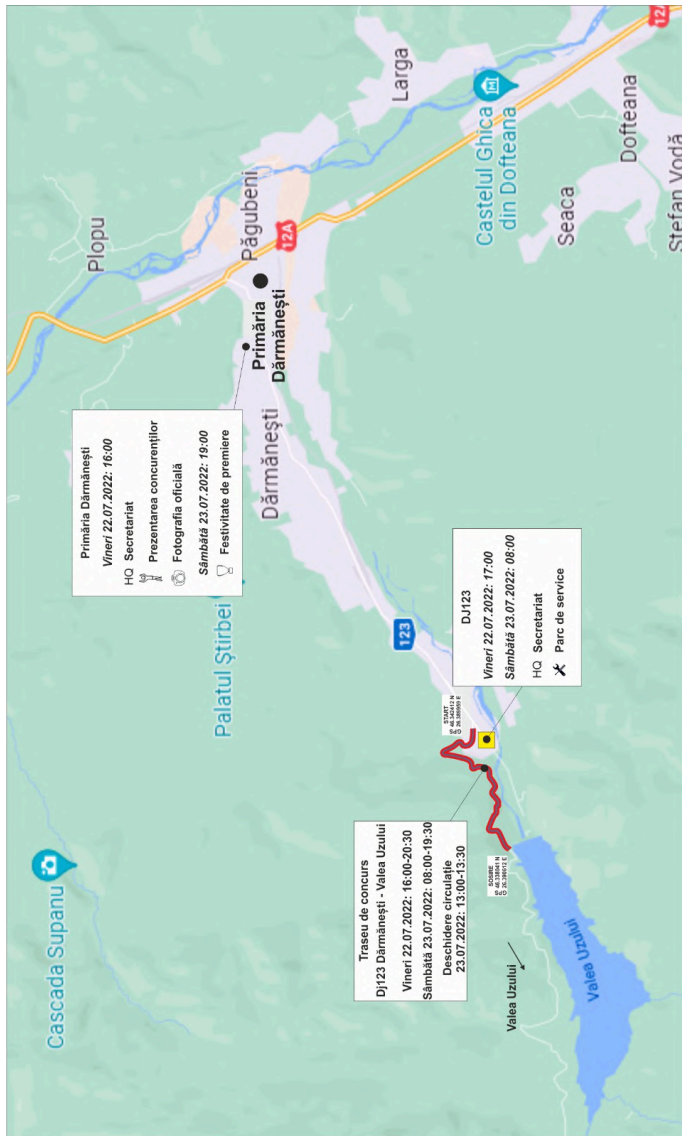 Cascada Supanu
Plopu
Primăria Dărmănești
Vineri 22.07.2022: 16:00
HQ Secretariat
Prezentarea concurenților
Fotografia oficială
Sâmbătă 23.07.2022: 19:00
Festivitate de premiere
Palatul Știrbei
Păgubeni
12A
Primăria
Dărmănești
Dărmănești
Larga
12A
Castelul Ghica
din Dofteana
Seaca
Dofteana
Ștefan Vodă
123
Traseu de concurs
Dj123 Dărmănești - Valea Uzului
Vineri 22.07.2022: 16:00-20:30
Sâmbătă 23.07.2022: 08:00-19:30
Deschidere circulație
23.07.2022: 13:00-13:30
START
GPS
SOSIRE
GPS
DJ123
Vineri 22.07.2022: 17:00
Sâmbătă 23.07.2022: 08:00
HQ Secretariat
Parc de service
Valea Uzului
Valea Uzului